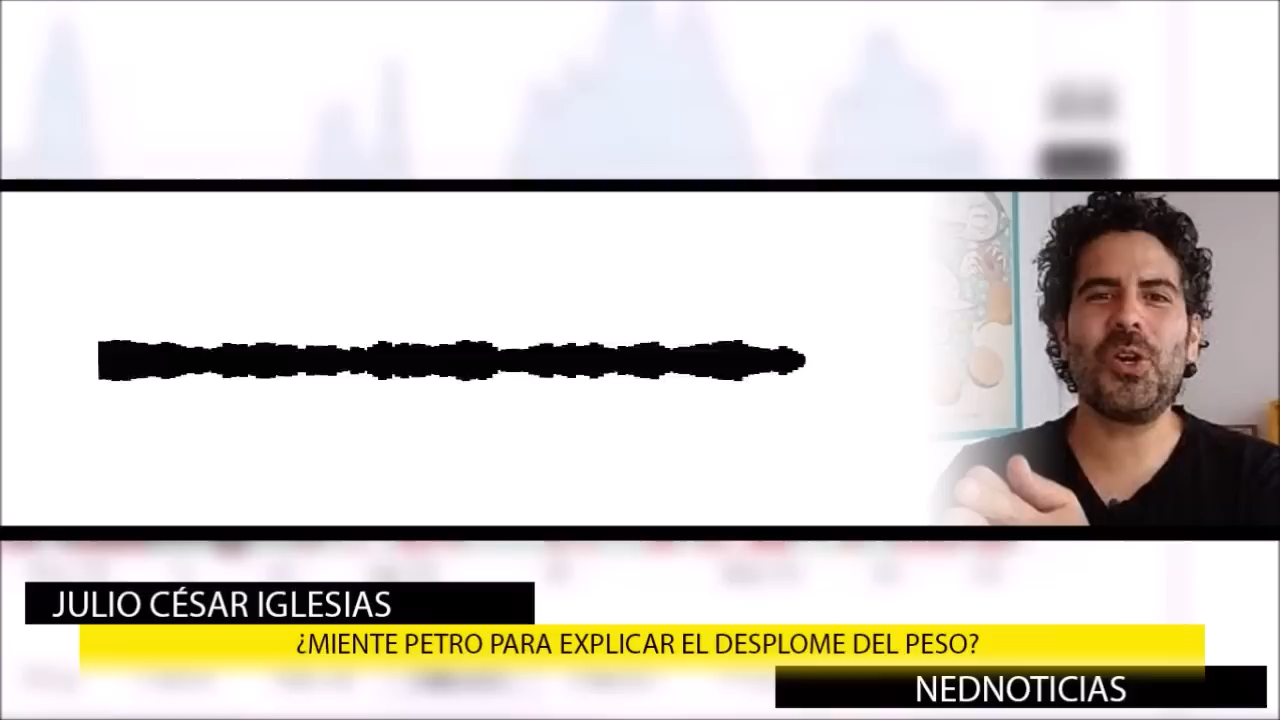 JULIO CÉSAR IGLESIAS
¿MIENTE PETRO PARA EXPLICAR EL DESPLOME DEL PESO?
NEDNOTICIAS